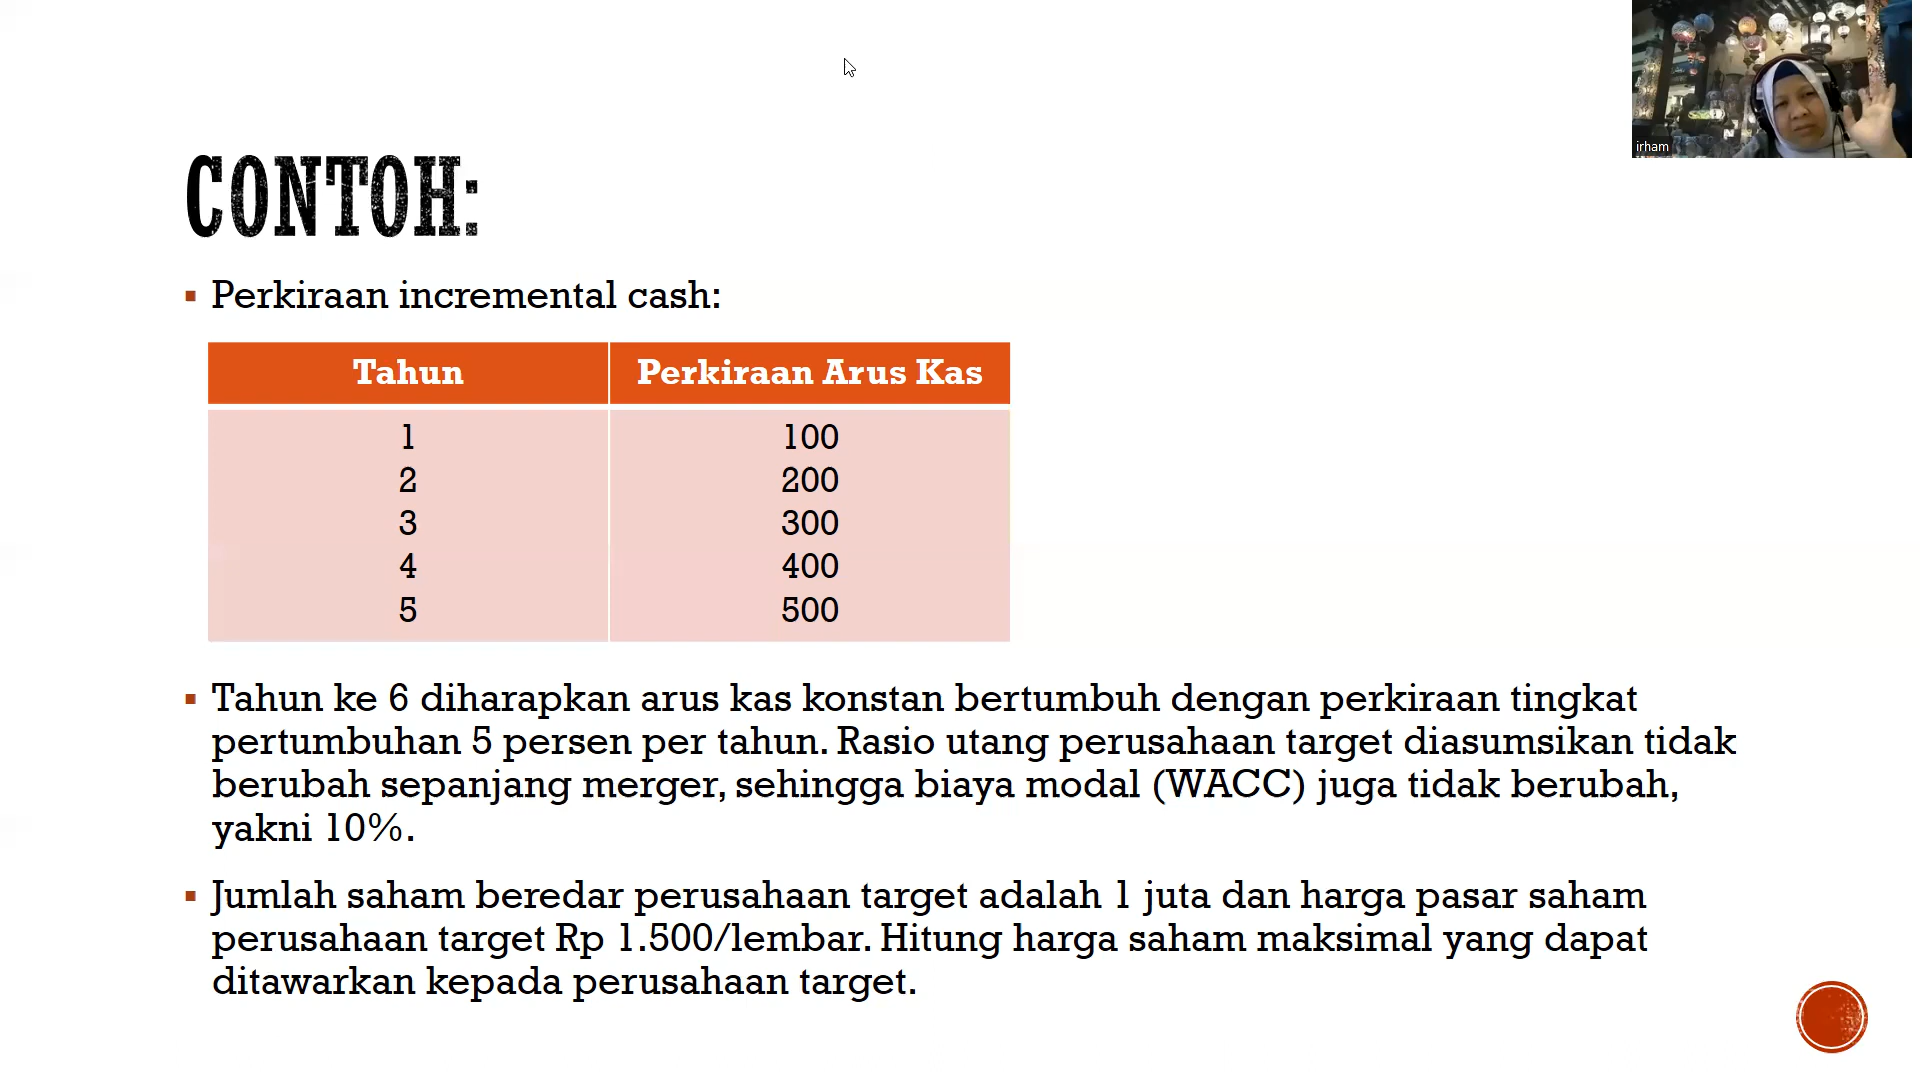 irham
CONTOH:
Perkiraan incremental cash:
Tahun Perkiraan Arus Kas
1 100
2 200
3 300
4 400
5 500
Tahun ke 6 diharapkan arus kas konstan bertumbuh dengan perkiraan tingkat
pertumbuhan 5 persen per tahun. Rasio utang perusahaan target diasumsikan tidak
berubah sepanjang merger, sehingga biaya modal (WACC) juga tidak berubah,
yakni 10%.
Jumlah saham beredar perusahaan target adalah 1 juta dan harga pasar saham
perusahaan target Rp 1.500/lembar. Hitung harga saham maksimal yang dapat
ditawarkan kepada perusahaan target.